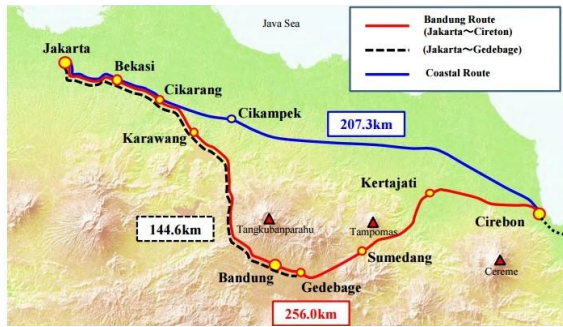 Java Sea
Bandung Route
(Jakarta～Cireton)
(Jakarta～Gedebage)
Coastal Route
Jakarta
Bekasi
Cikarang
Cikampek
207.3km
Karawang
Kertajati
144.6km
Tangkubanparahu
Tampomas
Cirebon
Bandung
Sumedang
Gedebage
Cereme
256.0km